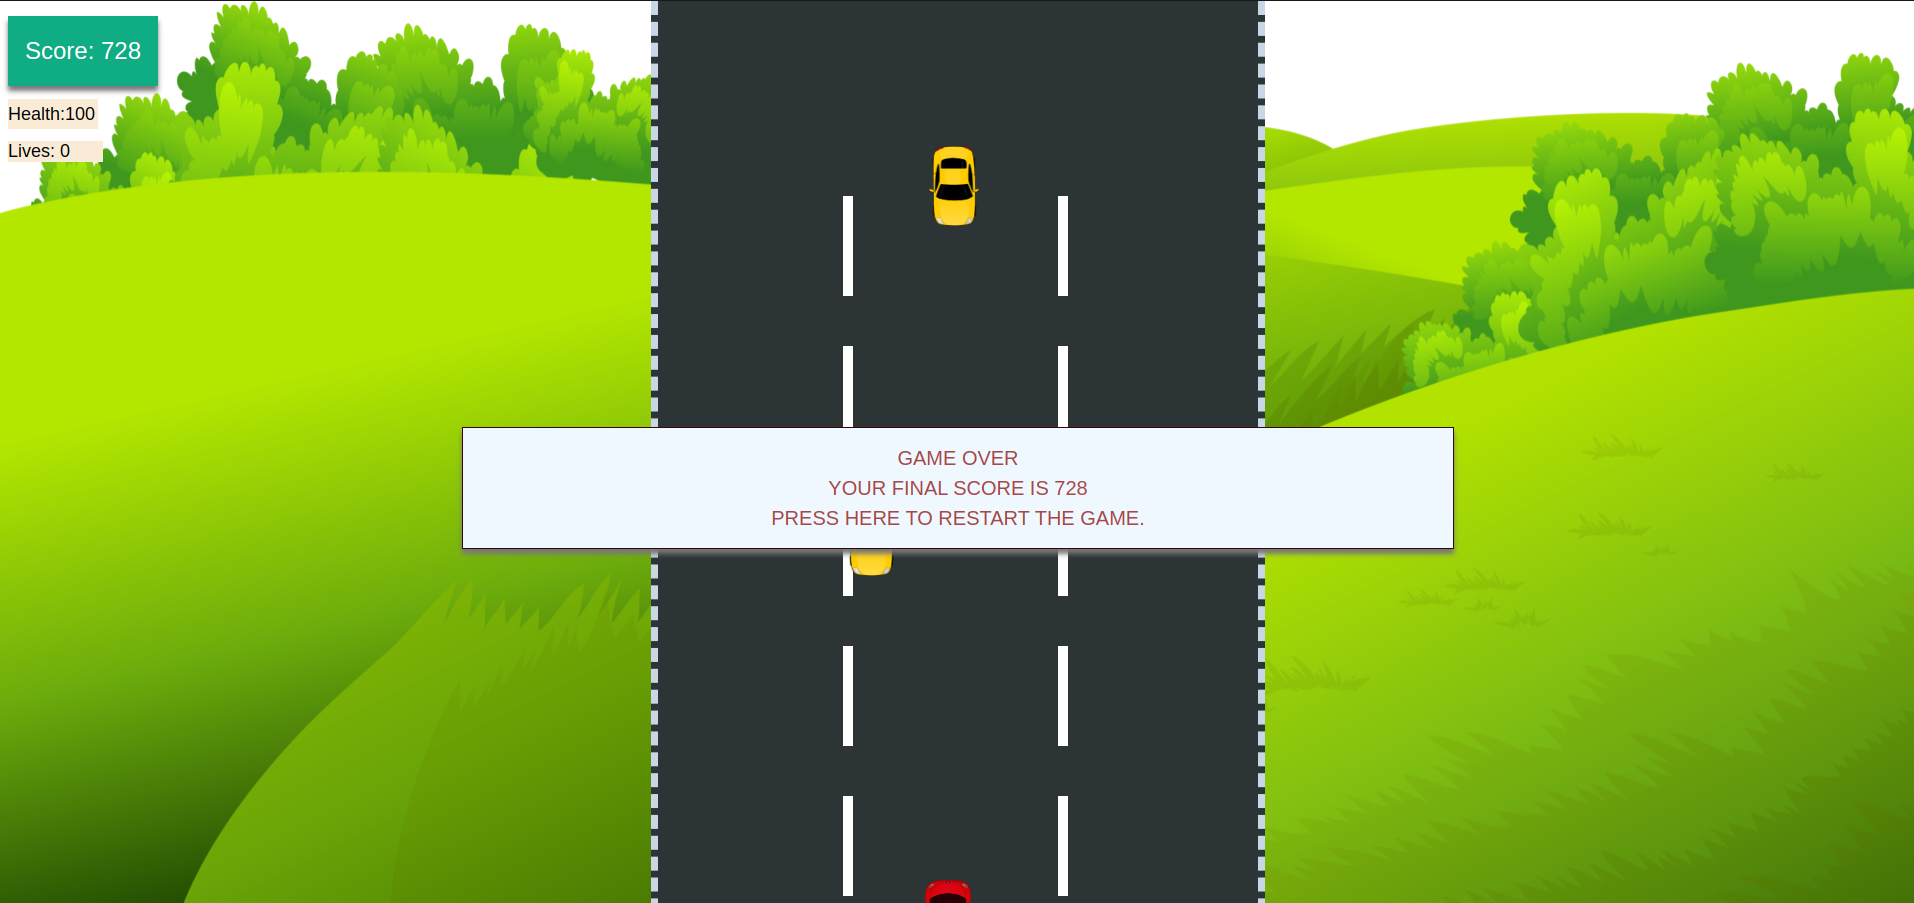 Score: 728
Health:100
Lives: 0
GAME OVER
YOUR FINAL SCORE IS 728
PRESS HERE TO RESTART THE GAME.